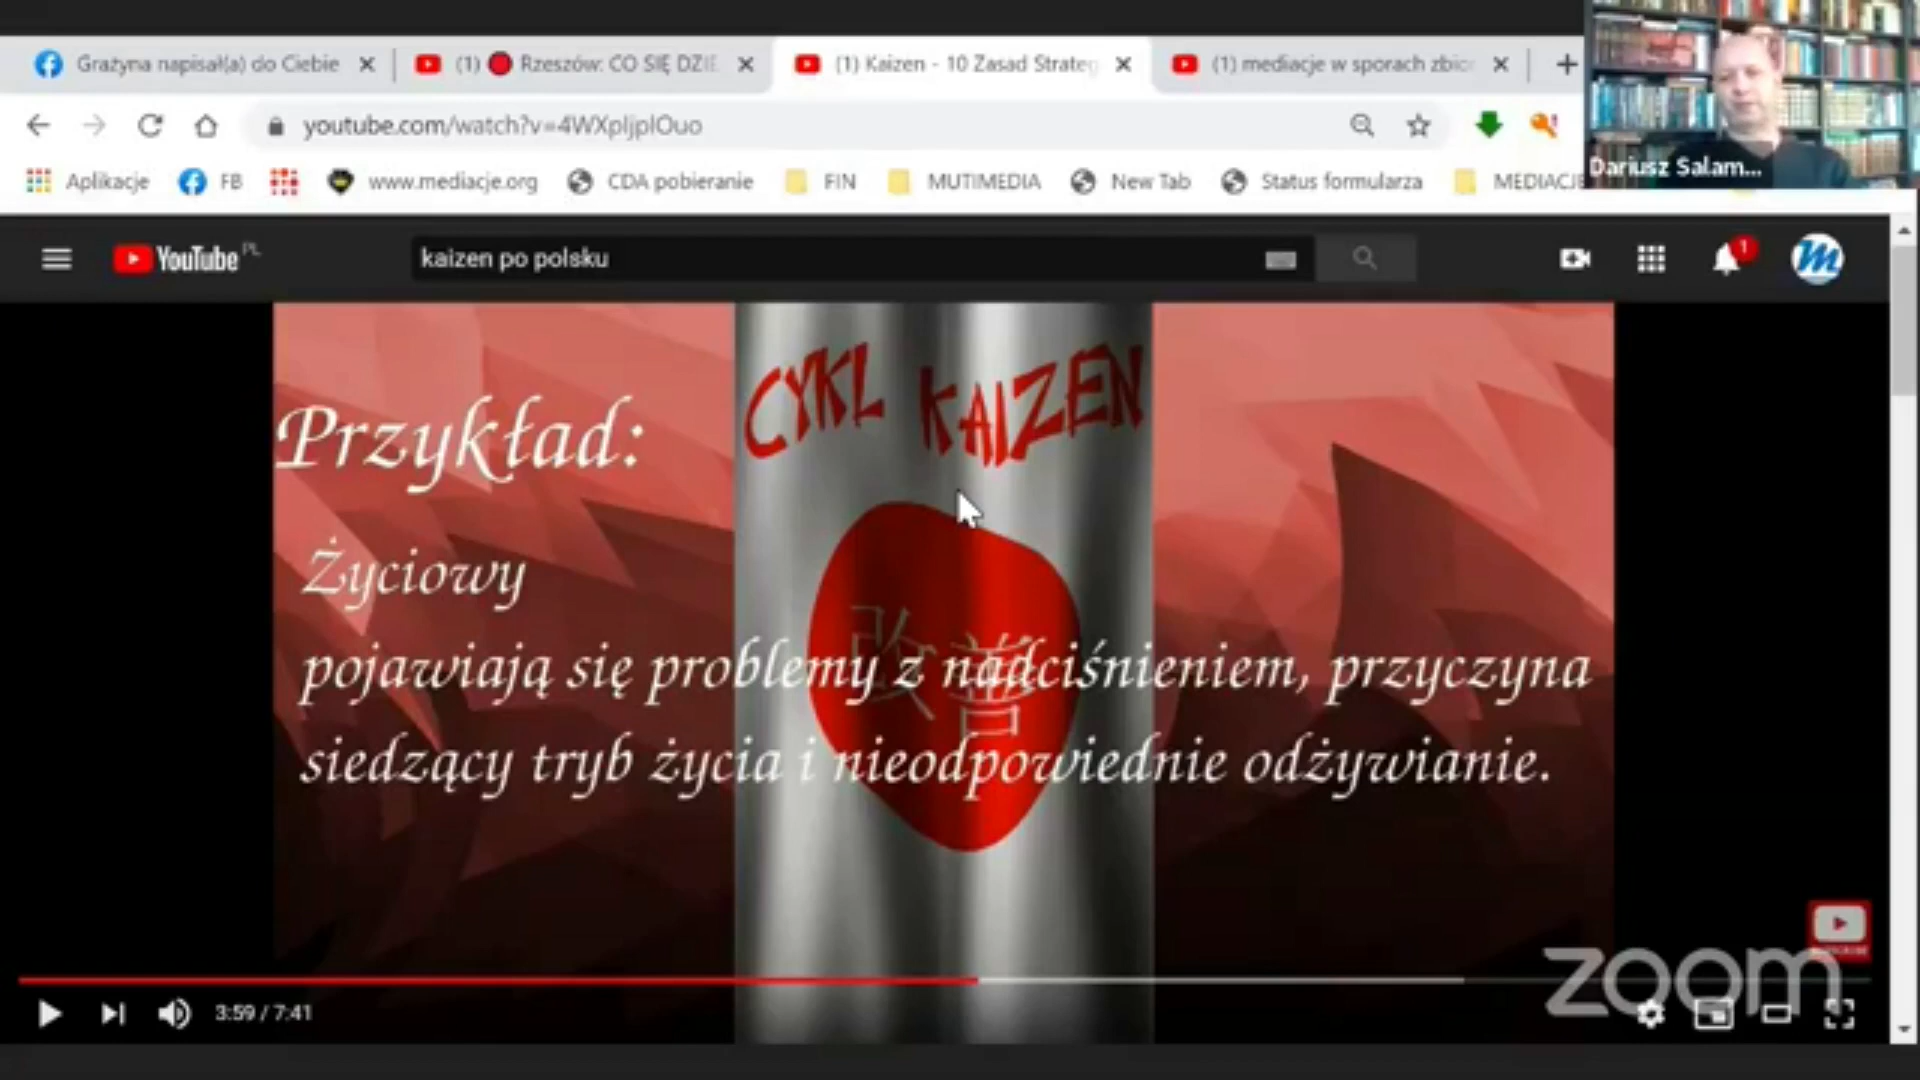 Grażyna napisał(a) do Ciebie
(1) 🔴 Rzeszów: CO SIĘ DZIE
(1) Kaizen - 10 Zasad Strateg
(1) mediacje w sporach zbior
youtube.com/watch?v=4WXpIjplOuo
Dariusz Salam...
Aplikacje
FB
www.mediacje.org
CDA pobieranie
FIN
MUTIMEDIA
New Tab
Status formularza
MEDIACJE
YouTube PL
kaizen po polsku
1
CYKL KAIZEN
Przykład:
Życiowy
改善
pojawiają się problemy z nadciśnieniem, przyczyna
siedzący tryb życia i nieodpowiednie odżywianie.
zoom
3:59 / 7:41